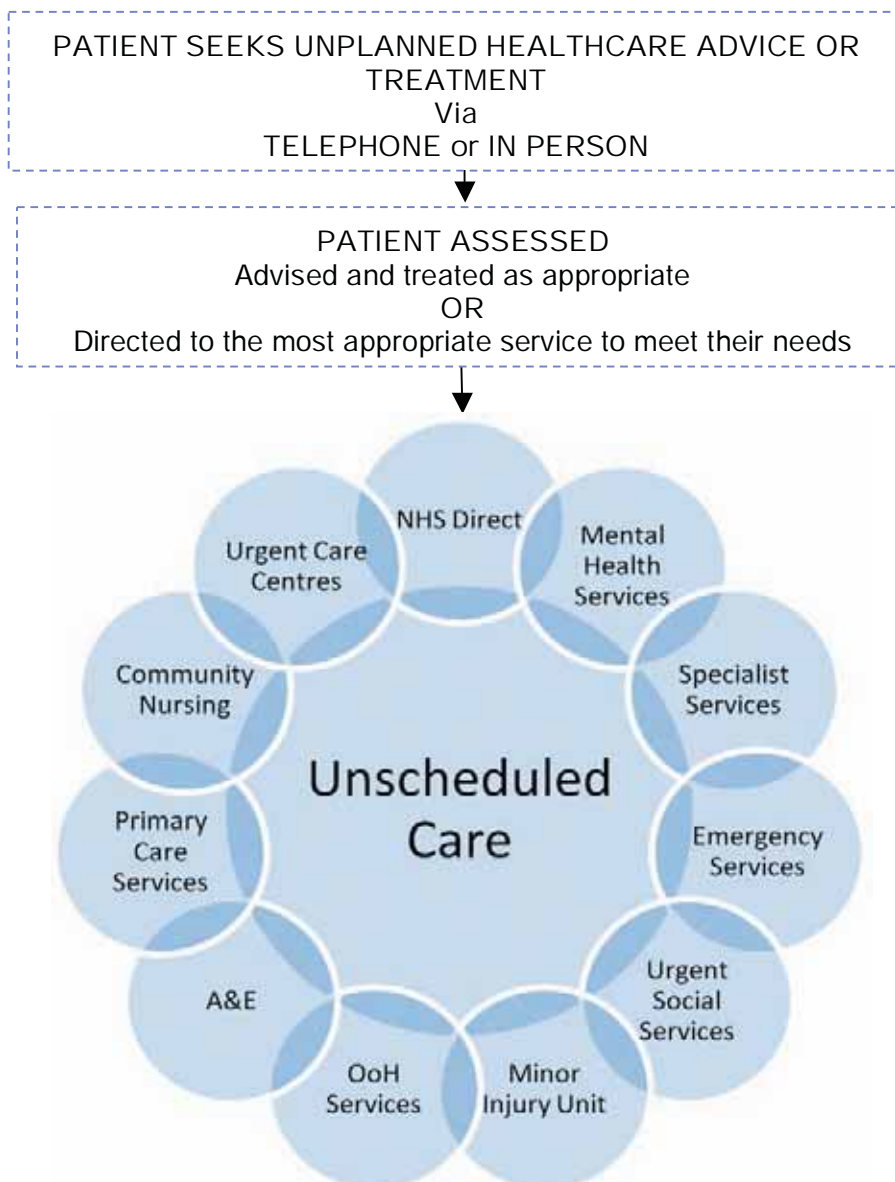 PATIENT SEEKS UNPLANNED HEALTHCARE ADVICE OR
TREATMENT
Via
TELEPHONE or IN PERSON
PATIENT ASSESSED
Advised and treated as appropriate
OR
Directed to the most appropriate service to meet their needs
NHS Direct
Mental
Health
Services
Specialist
Services
Emergency
Services
Urgent
Social
Services
Minor
Injury Unit
OoH
Services
A&E
Primary
Care
Services
Community
Nursing
Urgent Care
Centres
Unscheduled
Care